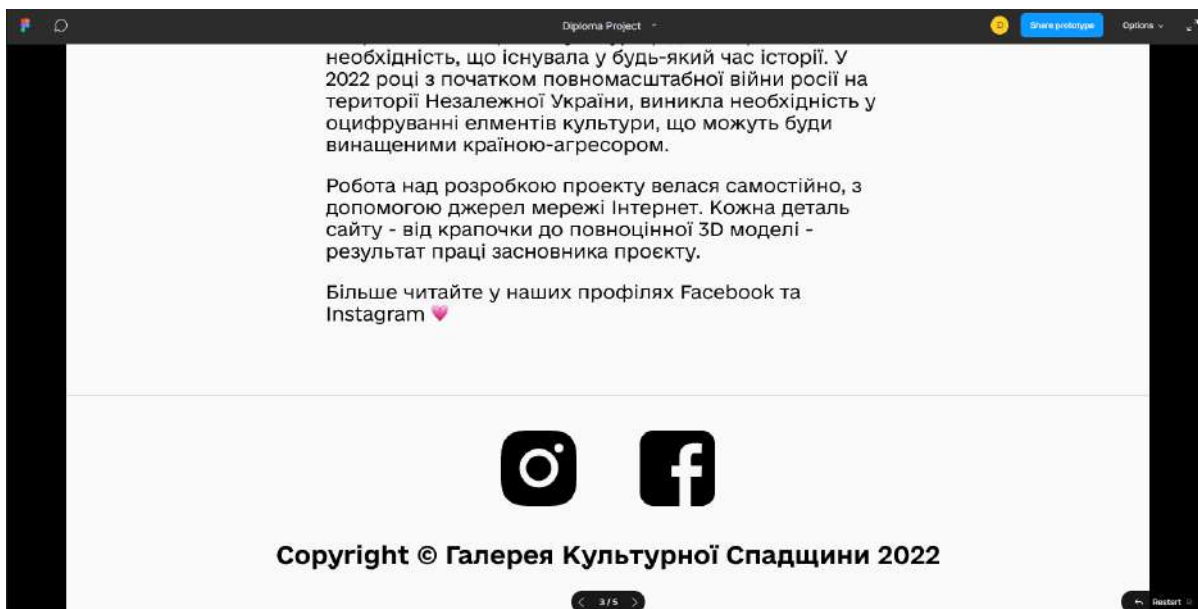 Diploma Project
D
Share prototype
Options
необхідність, що існувала у будь-який час історії. У
2022 році з початком повномасштабної війни росії на
території Незалежної України, виникла необхідність у
оцифруванні елментів культури, що можуть буди
винащеними країною-агресором.
Робота над розробкою проекту велася самостійно, з
допомогою джерел мережі Інтернет. Кожна деталь
сайту - від крапочки до повноцінної 3D моделі -
результат праці засновника проєкту.
Більше читайте у наших профілях Facebook та
Instagram 💗
Copyright © Галерея Культурної Спадщини 2022
3/5
Restart